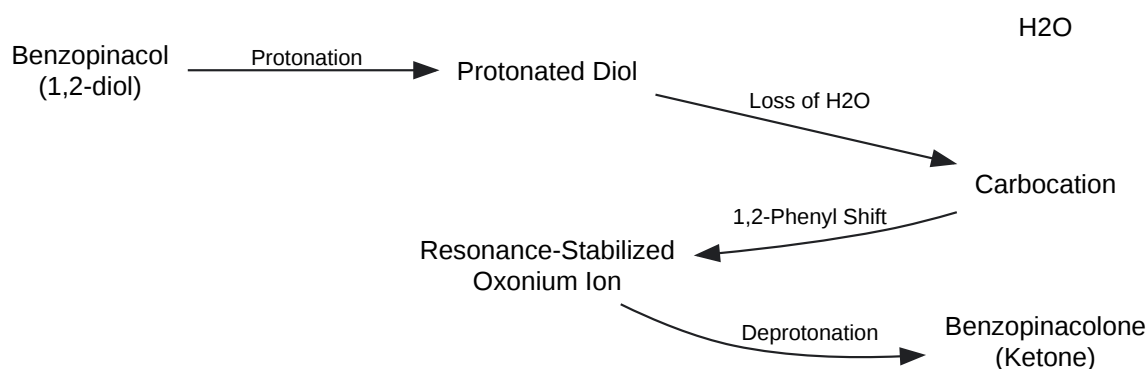 H2O
Benzopinacol
(1,2-diol)
Protonation
Protonated Diol
Loss of H2O
Carbocation
1,2-Phenyl Shift
Resonance-Stabilized
Oxonium Ion
Deprotonation
Benzopinacolone
(Ketone)